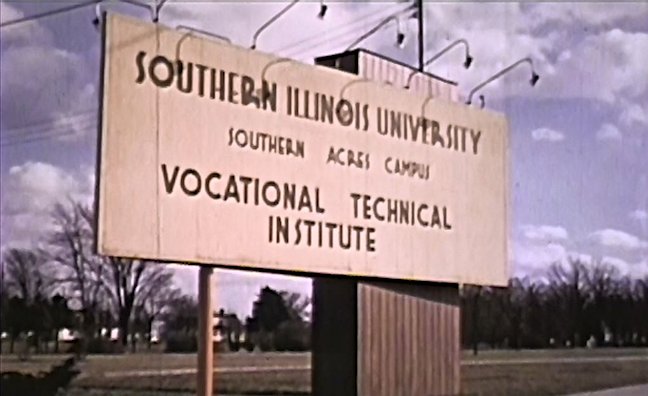 SOUTHERN ILLINOIS UNIVERSITY
SOUTHERN ACRES CAMPUS
VOCATIONAL TECHNICAL
INSTITUTE